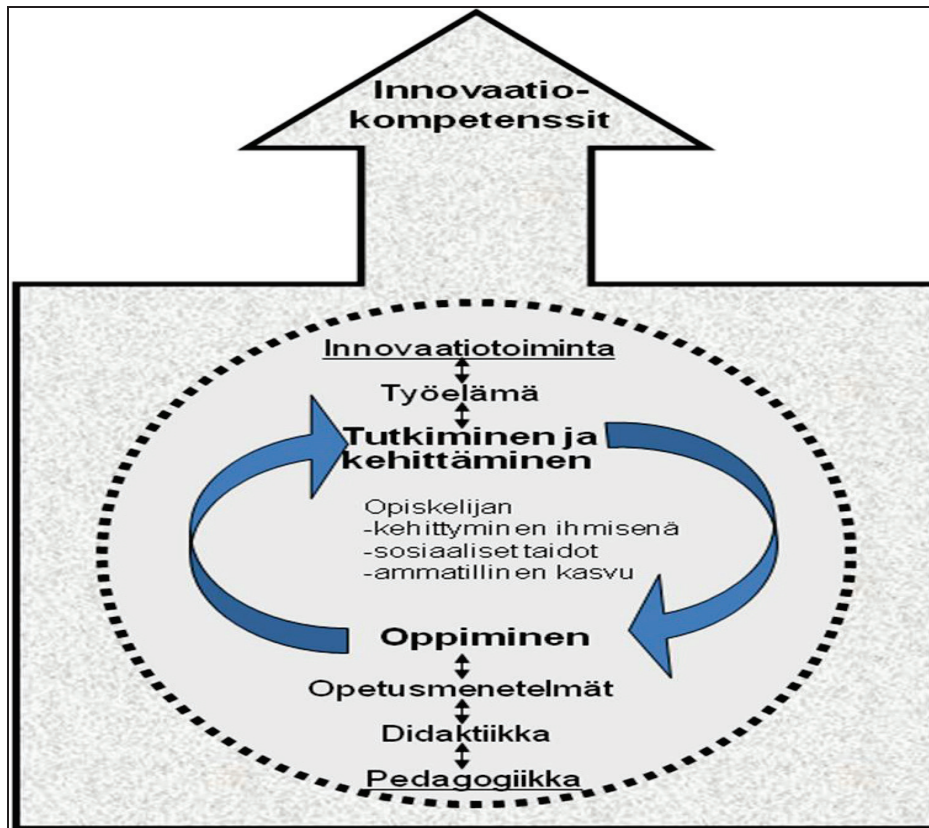 Innovaatio-
kompetenssit
Innovaatiotoiminta
Työelämä
Tutkiminen ja
kehittäminen
Opiskelijan
-kehittyminen ihmisenä
-sosiaaliset taidot
-ammatillinen kasvu
Oppiminen
Opetusmenetelmät
Didaktiikka
Pedagogiikka